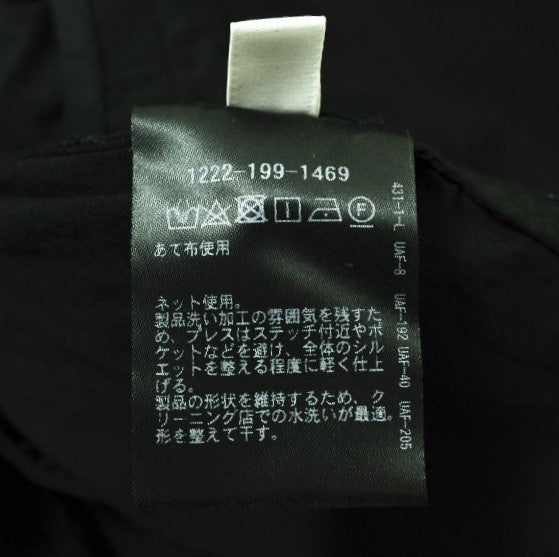 1222-199-1469
F
あて布使用
ネット使用。
製品洗い加工の雰囲気を残すた
め、プレスはステッチ付近やポ
ケットなどを避け、全体のシル
エットを整える程度に軽く仕上
げる。
製品の形状を維持するため、ク
リーニング店での水洗いが最適。
形を整えて干す。
431-1-L UAF-8 UAF-192 UAF-40 UAF-205